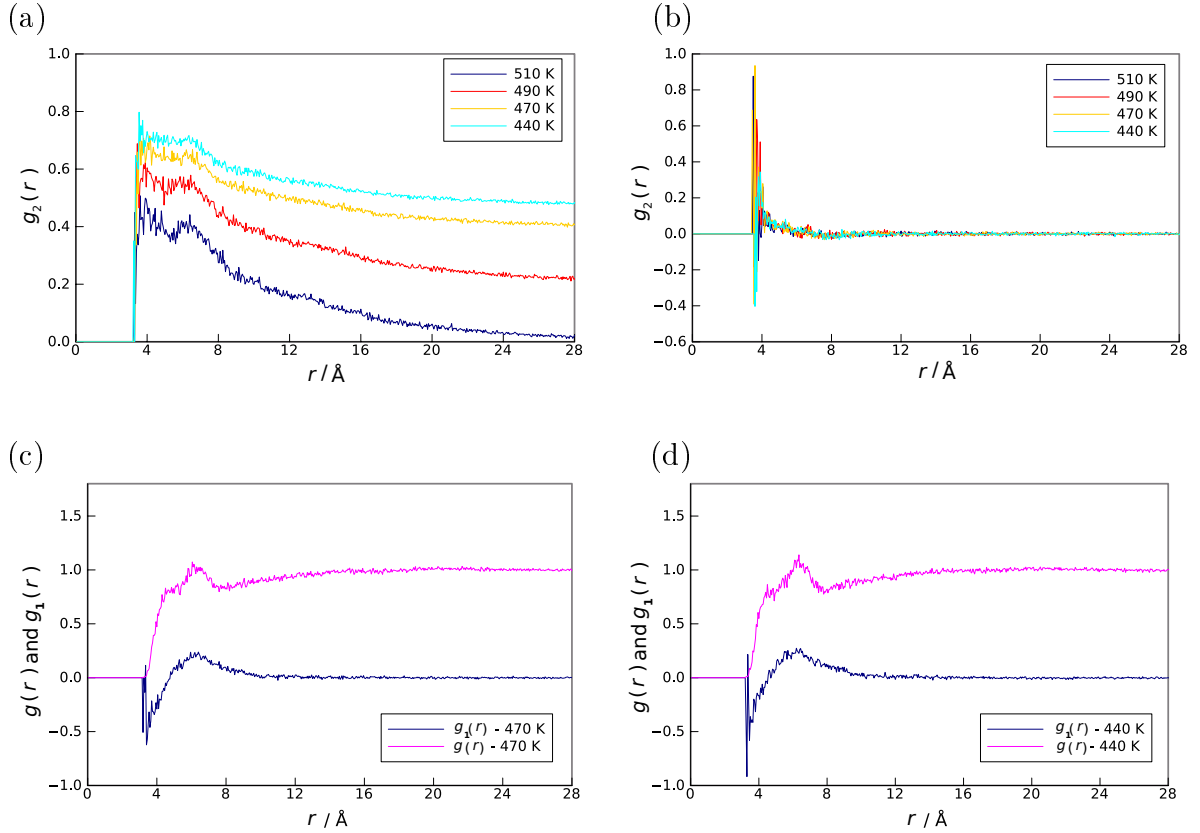 (a)
1.0
0.8
0.6
0.4
0.2
0.0
g₂(r)
510 K
490 K
470 K
440 K
0 4 8 12 16 20 24 28
r / Å
(b)
1.0
0.8
0.6
0.4
0.2
0.0
−0.2
−0.4
−0.6
g₂(r)
510 K
490 K
470 K
440 K
0 4 8 12 16 20 24 28
r / Å
(c)
1.5
1.0
0.5
0.0
−0.5
−1.0
g(r) and g₁(r)
g₁(r) - 470 K
g(r) - 470 K
0 4 8 12 16 20 24 28
r / Å
(d)
1.5
1.0
0.5
0.0
−0.5
−1.0
g(r) and g₁(r)
g₁(r) - 440 K
g(r) - 440 K
0 4 8 12 16 20 24 28
r / Å